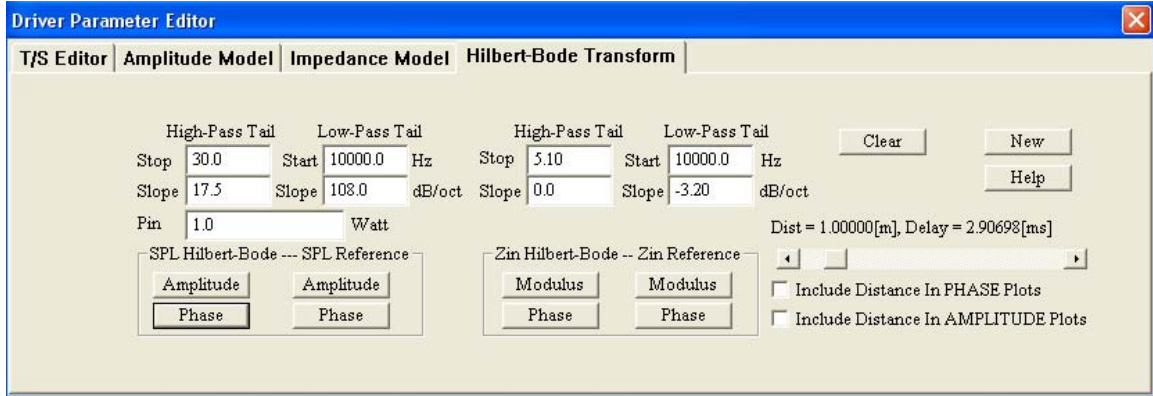 Driver Parameter Editor
T/S Editor Amplitude Model Impedance Model Hilbert-Bode Transform
High-Pass Tail Low-Pass Tail High-Pass Tail Low-Pass Tail Clear New
Stop 30.0 Start 10000.0 Hz Stop 5.10 Start 10000.0 Hz
Slope 17.5 Slope 108.0 dB/oct Slope 0.0 Slope -3.20 dB/oct Help
Pin 1.0 Watt Dist = 1.00000[m], Delay = 2.90698[ms]
SPL Hilbert-Bode --- SPL Reference Zin Hilbert-Bode -- Zin Reference
Amplitude Amplitude Modulus Modulus Include Distance In PHASE Plots
Phase Phase Phase Phase Include Distance In AMPLITUDE Plots